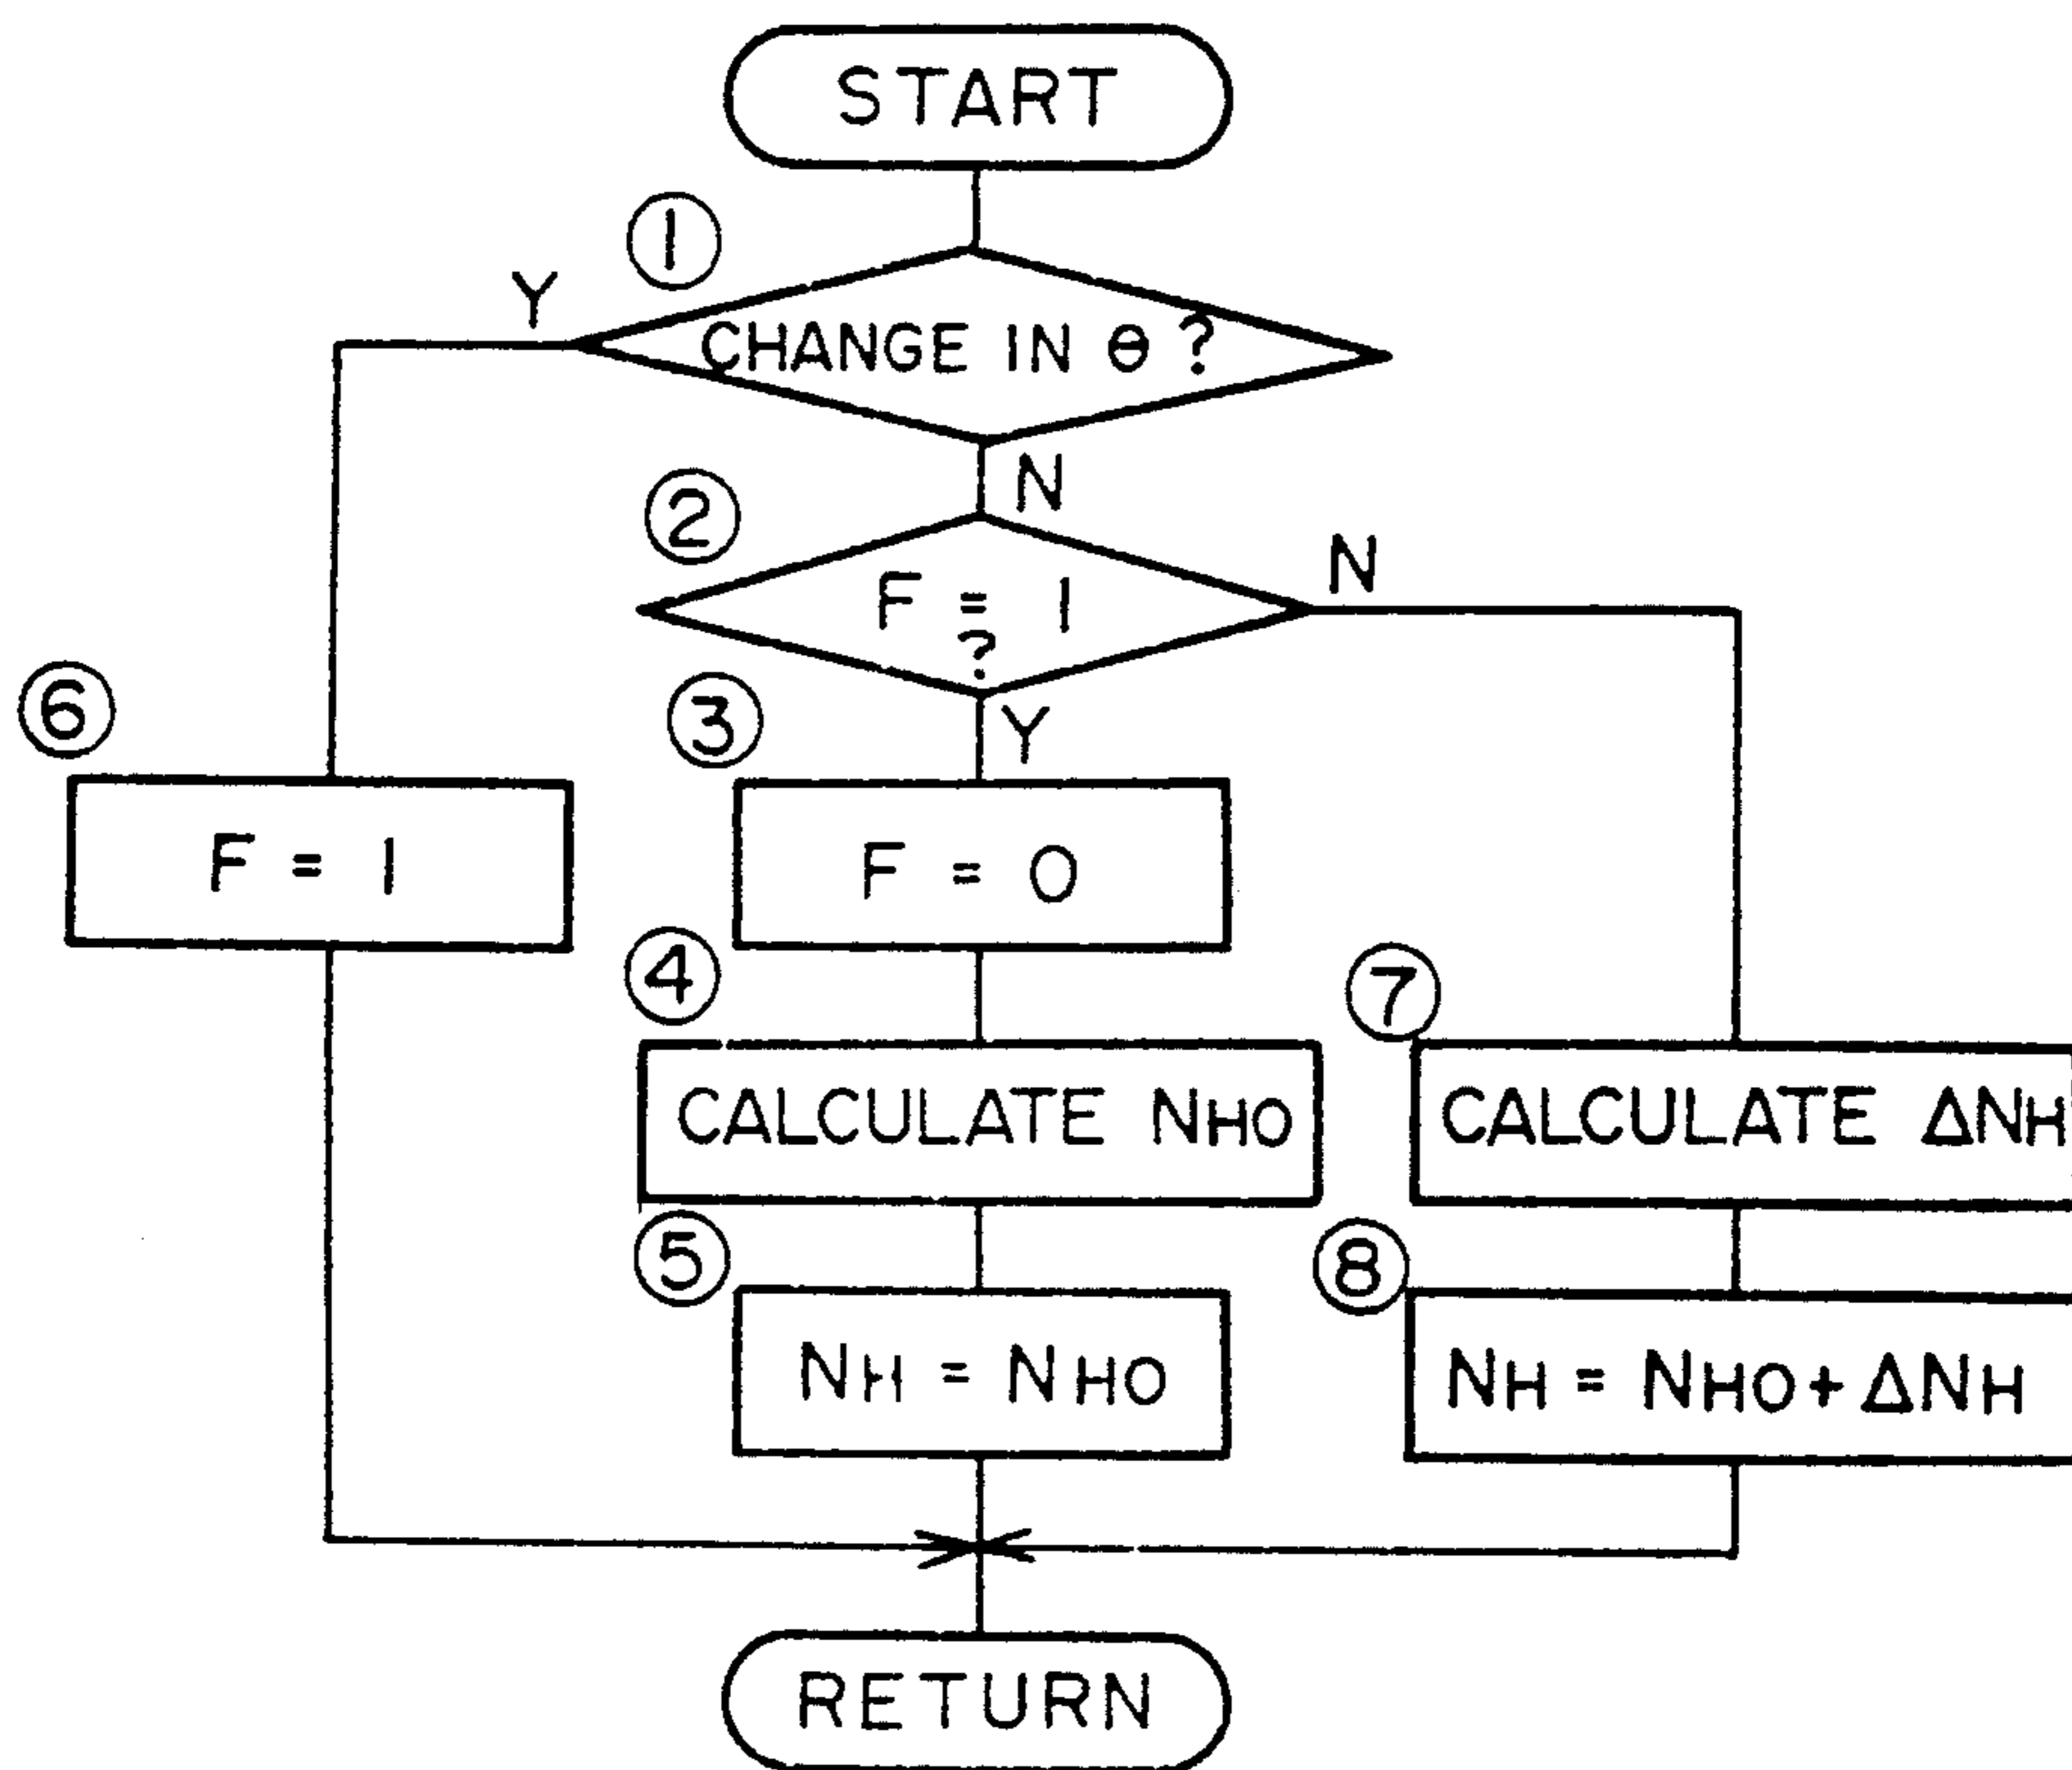 START
①
Y
CHANGE IN θ ?
N
②
F = 1
?
N
③
Y
⑥
F = 1
F = 0
④
⑦
CALCULATE NHO
CALCULATE ΔNH
⑤
⑧
NH = NHO
NH = NHO + ΔNH
RETURN